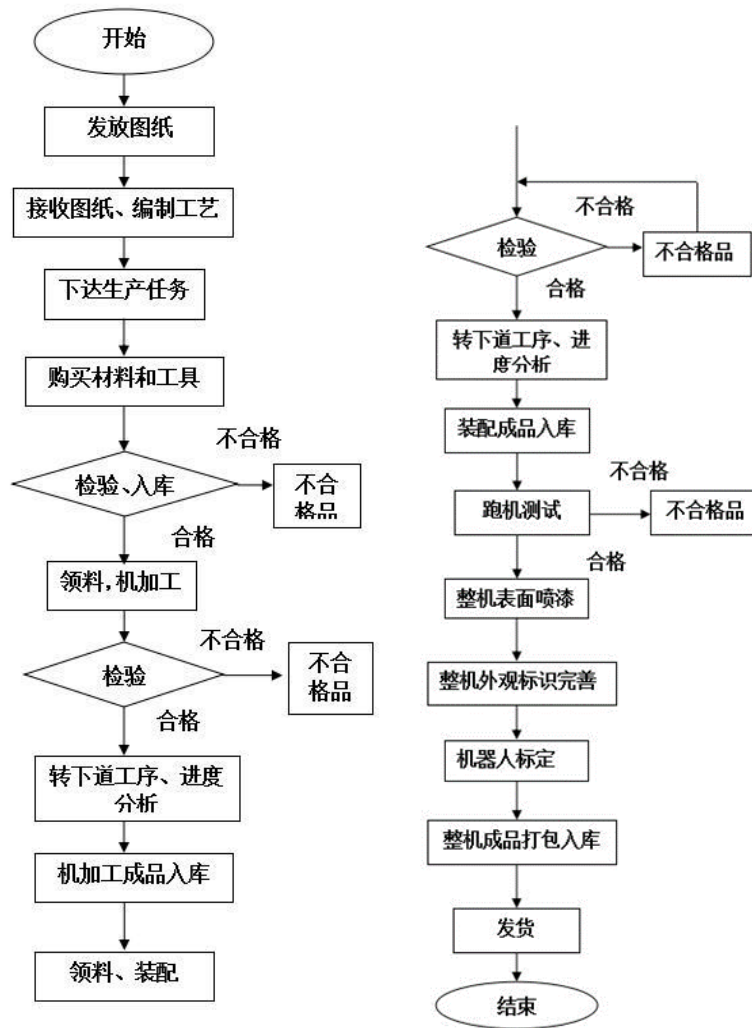 开始
发放图纸
接收图纸、编制工艺
下达生产任务
购买材料和工具
不合格
检验、入库
不合
格品
合格
领料,机加工
不合格
检验
不合
格品
合格
转下道工序、进度
分析
机加工成品入库
领料、装配
不合格
检验
不合格品
合格
转下道工序、进
度分析
装配成品入库
不合格
跑机测试
不合格品
合格
整机表面喷漆
整机外观标识完善
机器人标定
整机成品打包入库
发货
结束